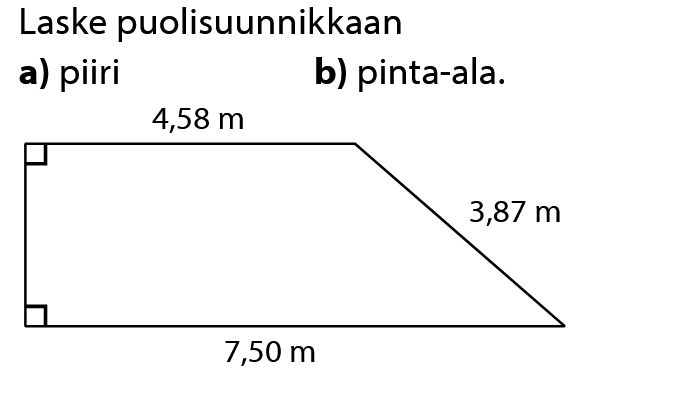 Laske puolisuunnikkaan
a) piiri b) pinta-ala.
4,58 m
3,87 m
7,50 m